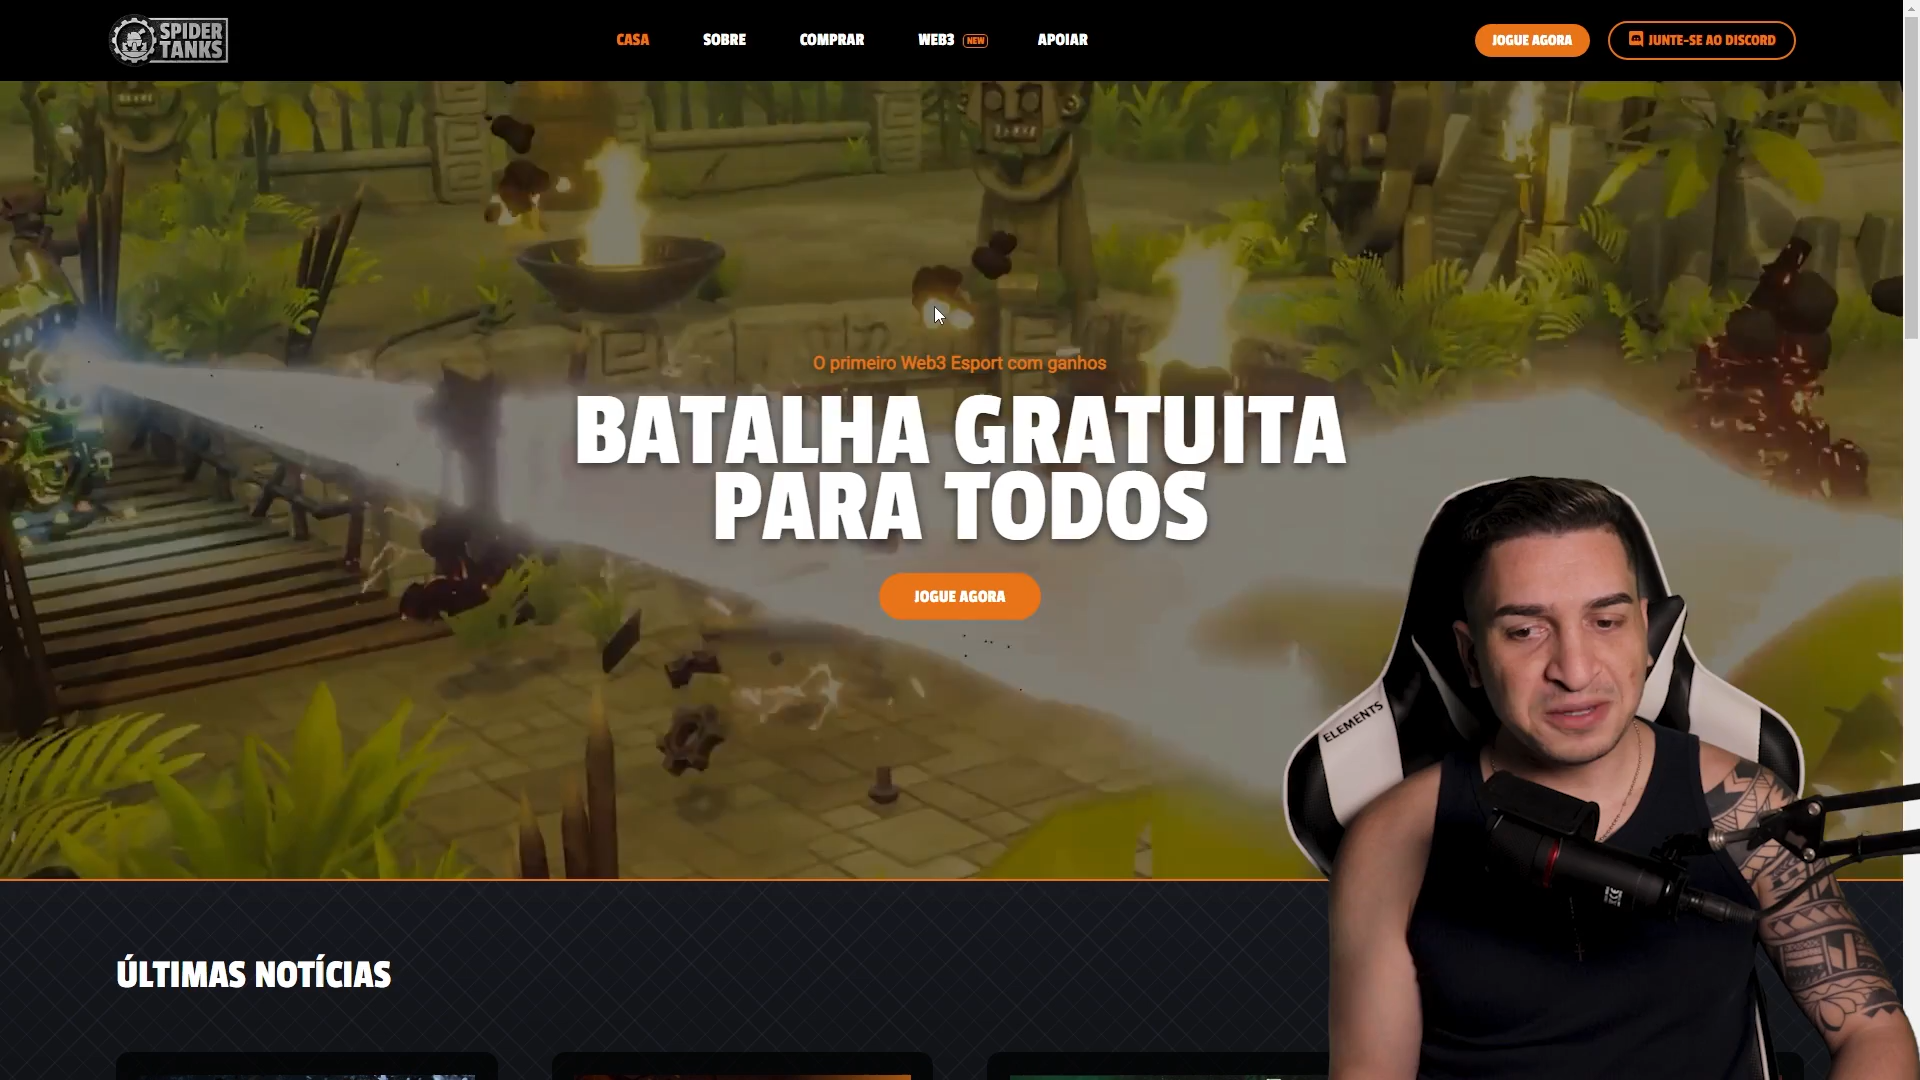 SPIDER
TANKS
CASA
SOBRE
COMPRAR
WEB3 NEW
APOIAR
JOGUE AGORA
JUNTE-SE AO DISCORD
O primeiro Web3 Esport com ganhos
BATALHA GRATUITA
PARA TODOS
JOGUE AGORA
ELEMENTS
ÚLTIMAS NOTÍCIAS